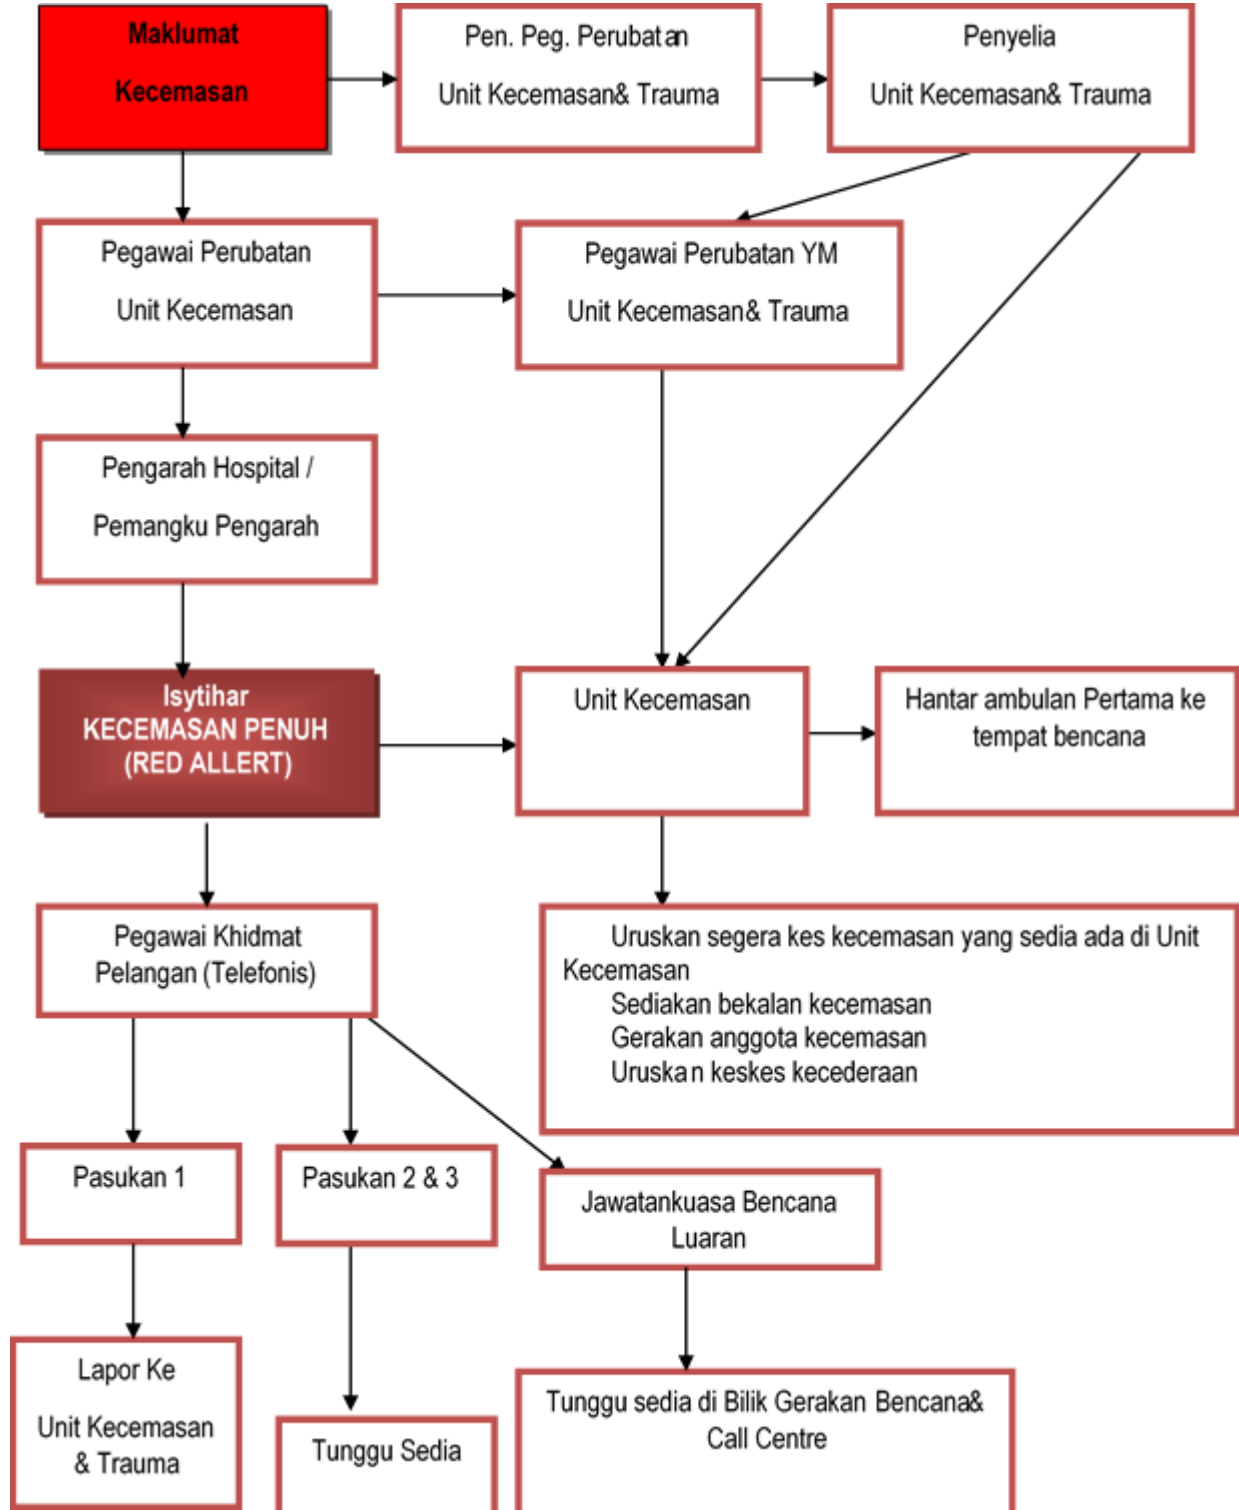 Maklumat
Kecemasan
Pen. Peg. Perubatan
Unit Kecemasan& Trauma
Penyelia
Unit Kecemasan& Trauma
Pegawai Perubatan
Unit Kecemasan
Pegawai Perubatan YM
Unit Kecemasan& Trauma
Pengarah Hospital /
Pemangku Pengarah
Isytihar
KECEMASAN PENUH
(RED ALLERT)
Unit Kecemasan
Hantar ambulan Pertama ke
tempat bencana
Pegawai Khidmat
Pelangan (Telefonis)
Uruskan segera kes kecemasan yang sedia ada di Unit
Kecemasan
Sediakan bekalan kecemasan
Gerakan anggota kecemasan
Uruskan keskes kecederaan
Pasukan 1
Pasukan 2 & 3
Jawatankuasa Bencana
Luaran
Lapor Ke
Unit Kecemasan
& Trauma
Tunggu Sedia
Tunggu sedia di Bilik Gerakan Bencana&
Call Centre